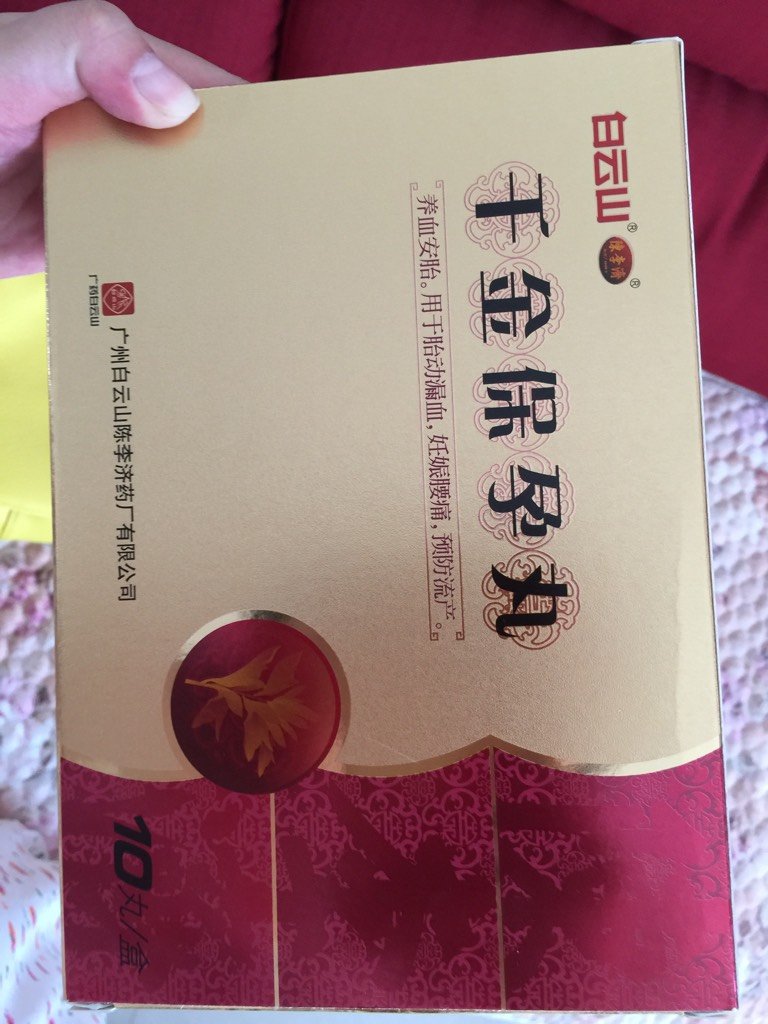 白云山®
陳李濟®
千金保孕丸
养血安胎。用于胎动漏血,妊娠腰痛,预防流产。
广药白云山
广州白云山陈李济药厂有限公司
10丸/盒